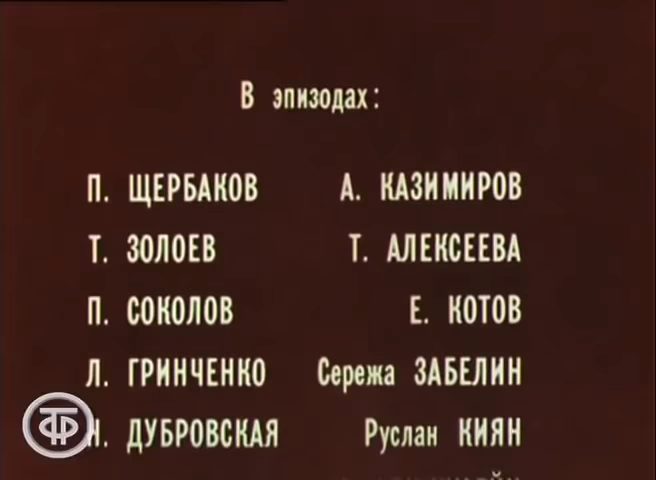 В эпизодах:
П. ЩЕРБАКОВ А. КАЗИМИРОВ
Т. ЗОЛОЕВ Т. АЛЕКСЕЕВА
П. СОКОЛОВ Е. КОТОВ
Л. ГРИНЧЕНКО Сережа ЗАБЕЛИН
ДУБРОВСКАЯ Руслан КИЯН